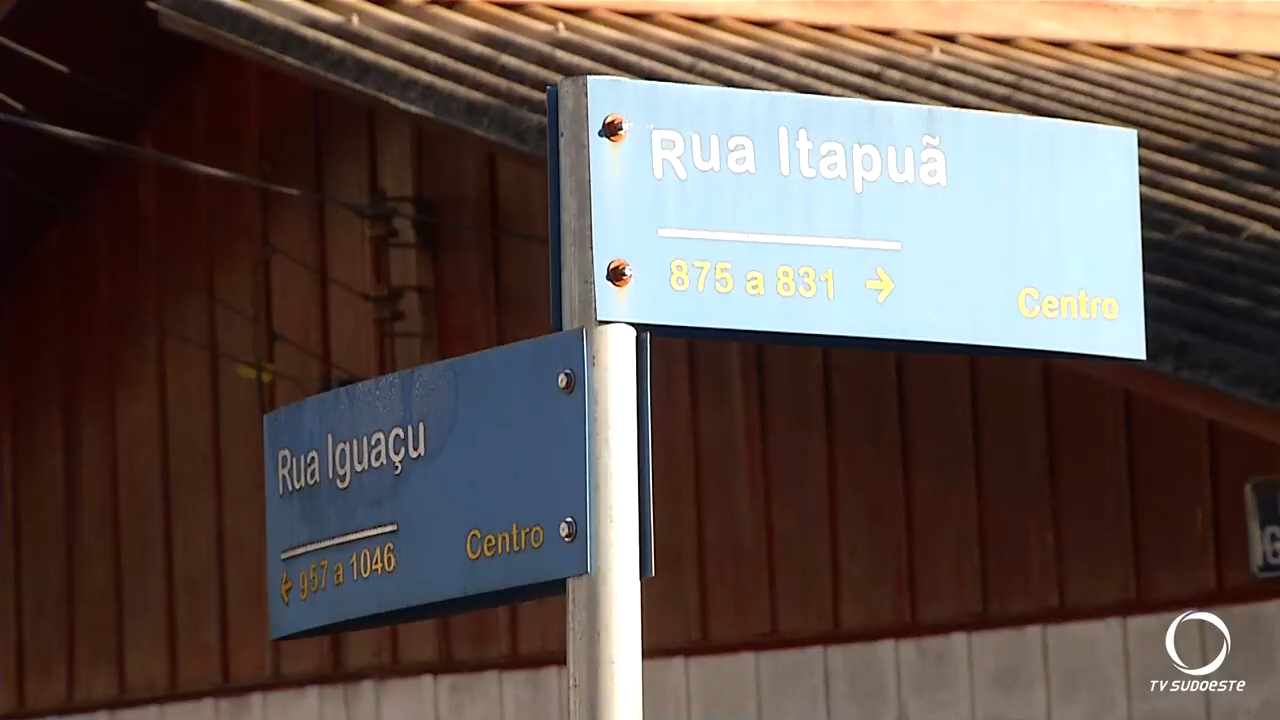 Rua Itapuã
875 a 831 →
Centro
Rua Iguaçu
← 957 a 1046
Centro
TV SUDOESTE